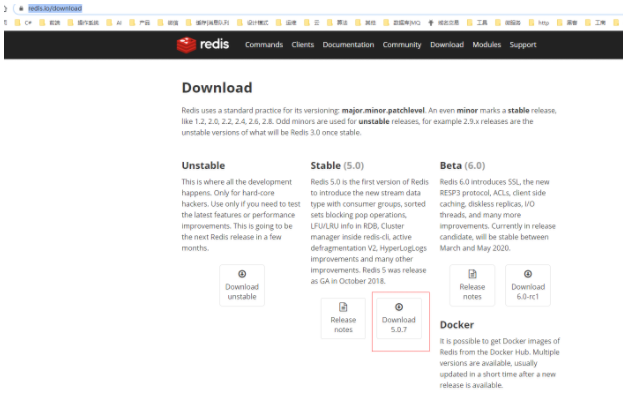 redis.io/download
C# 前端 操作系统 AI 产品 微信 缓存|消息队列 设计模式 运维 云 算法 其他 数据库|MQ 工具 微服务 http 工商
redis Commands Clients Documentation Community Download Modules Support
Download
Redis uses a standard practice for its versioning: major.minor.patchlevel. An even minor marks a stable release,
like 1.2, 2.0, 2.2, 2.4, 2.6, 2.8. Odd minors are used for unstable releases, for example 2.9.x releases are the
unstable versions of what will be Redis 3.0 once stable.
Unstable
This is where all the development
happens. Only for hard-core
hackers. Use only if you need to test
the latest features or performance
improvements. This is going to be
the next Redis release in a few
months.
Download
unstable
Stable (5.0)
Redis 5.0 is the first version of Redis
to introduce the new stream data
type with consumer groups, sorted
sets blocking pop operations,
LFU/LRU info in RDB, Cluster
manager inside redis-cli, active
defragmentation V2, HyperLogLogs
improvements and many other
improvements. Redis 5 was release
as GA in October 2018.
Release
notes
Download
5.0.7
Beta (6.0)
Redis 6.0 introduces SSL, the new
RESP3 protocol, ACLs, client side
caching, diskless replicas, I/O
threads, and many more
improvements. Currently in release
candidate, will be stable between
March and May 2020.
Release
notes
Download
6.0-rc1
Docker
It is possible to get Docker images of
Redis from the Docker Hub. Multiple
versions are available, usually
updated in a short time after a new
release is available.